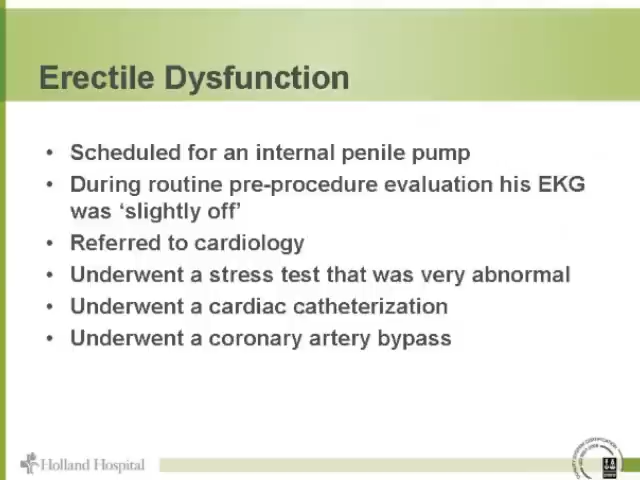 Erectile Dysfunction
• Scheduled for an internal penile pump
• During routine pre-procedure evaluation his EKG
was ‘slightly off’
• Referred to cardiology
• Underwent a stress test that was very abnormal
• Underwent a cardiac catheterization
• Underwent a coronary artery bypass
Holland Hospital